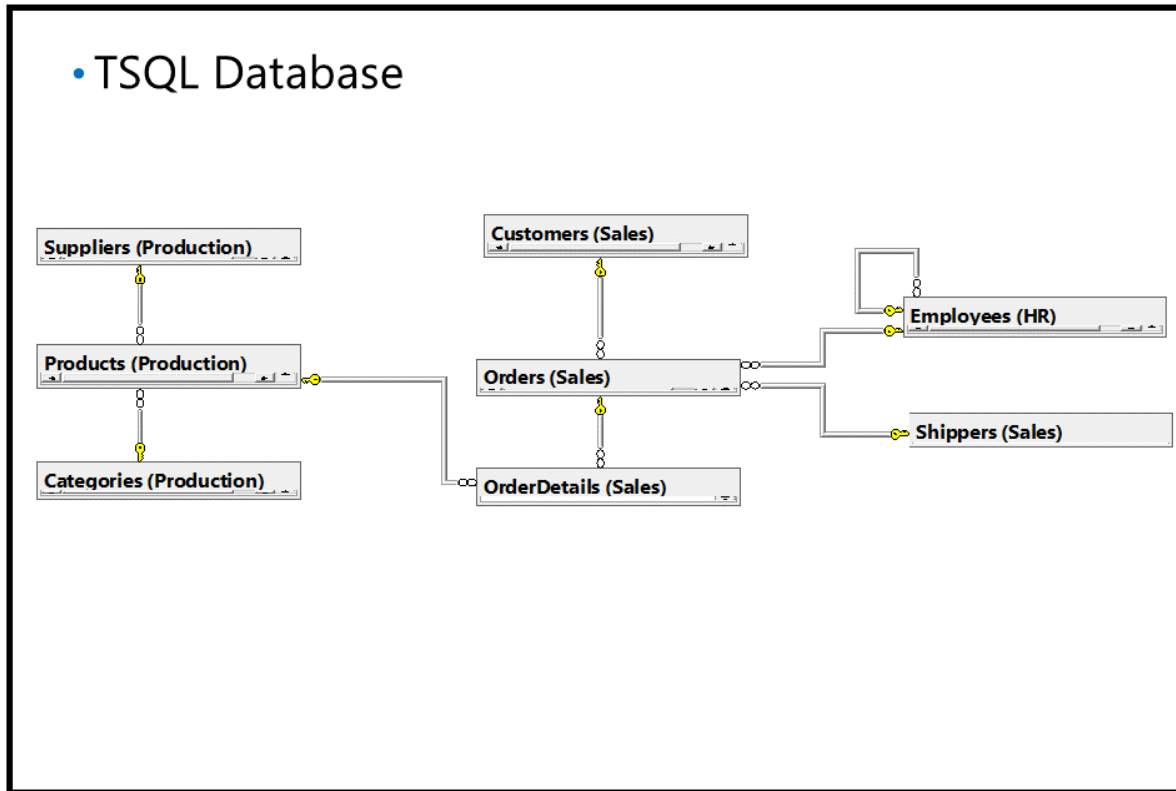 • TSQL Database
Suppliers (Production)
Customers (Sales)
Employees (HR)
Products (Production)
Orders (Sales)
Shippers (Sales)
Categories (Production)
OrderDetails (Sales)